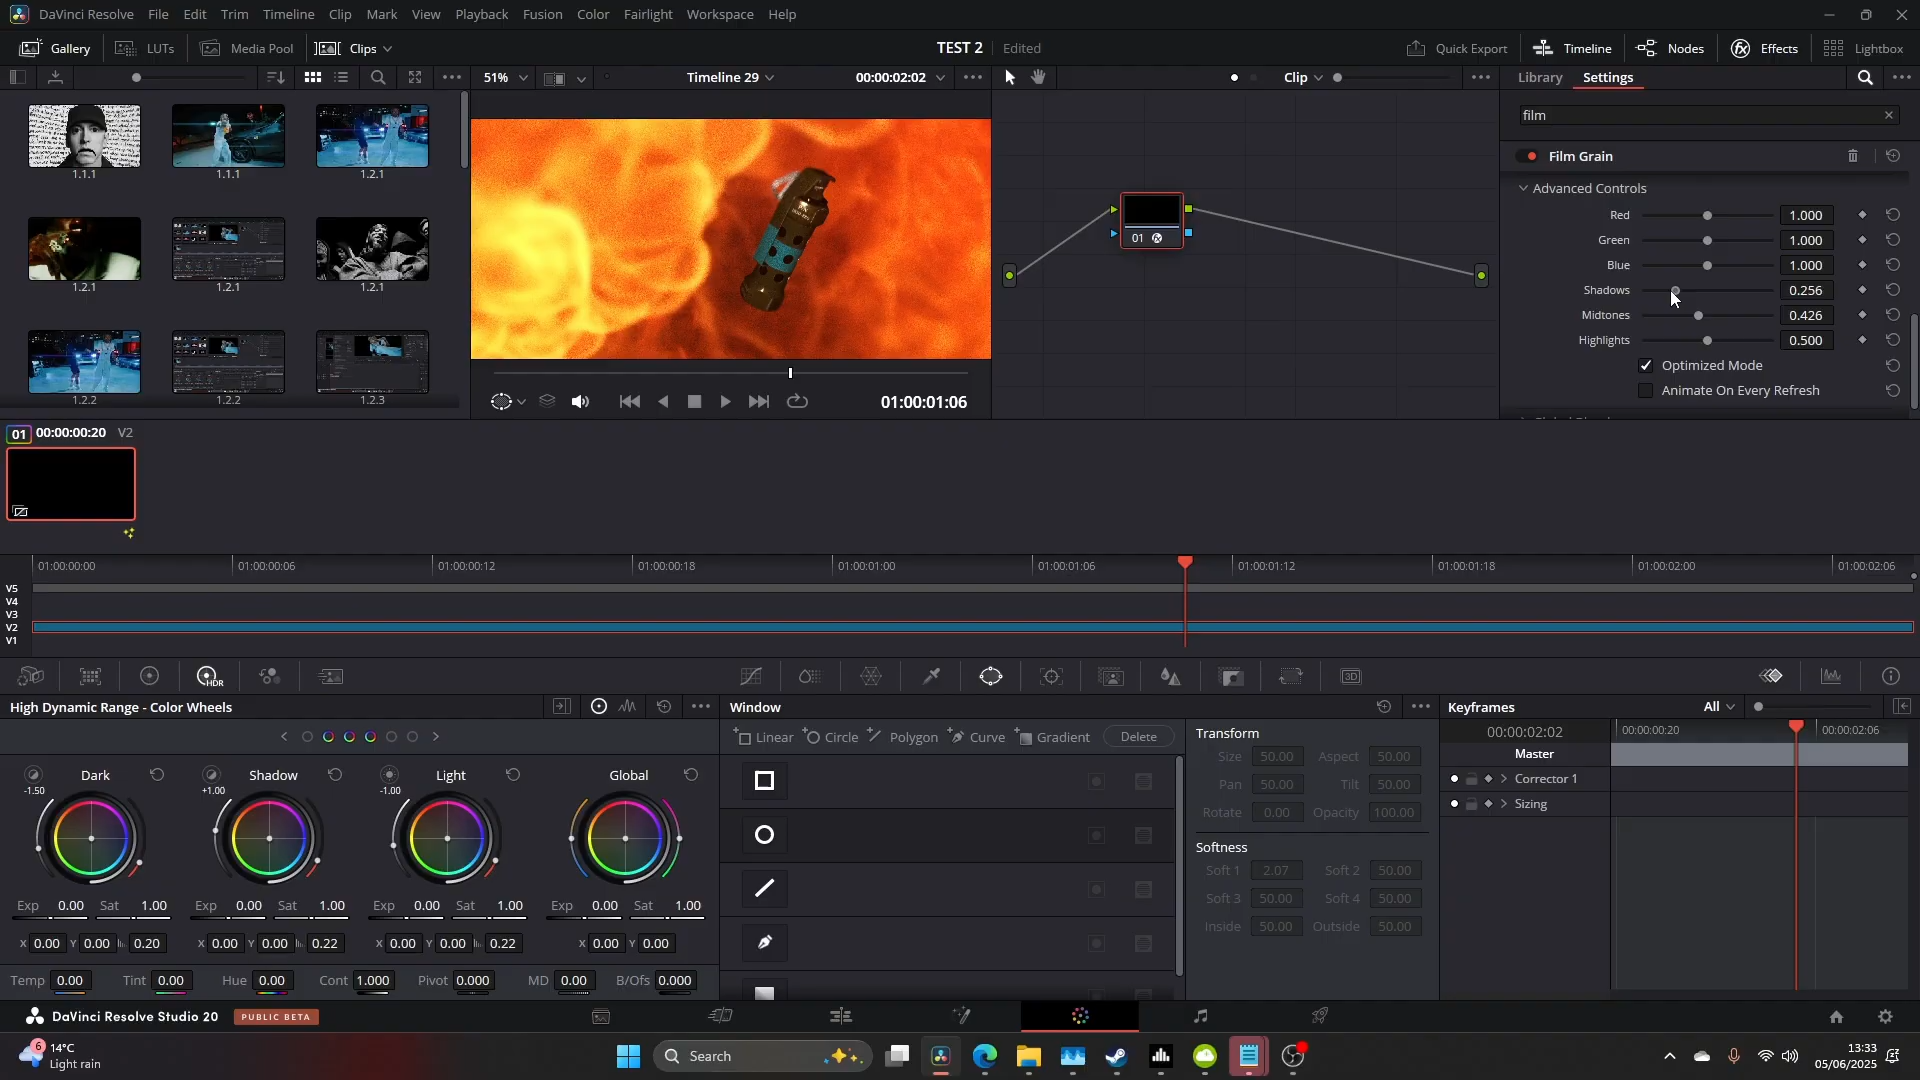 DaVinci Resolve File Edit Trim Timeline Clip Mark View Playback Fusion Color Fairlight Workspace Help
Gallery LUTs Media Pool Clips TEST 2 Edited Quick Export Timeline Nodes Effects Lightbox
51% Timeline 29 00:00:02:02 Clip Library Settings
film
Film Grain
Advanced Controls
Red 1.000
Green 1.000
Blue 1.000
Shadows 0.256
Midtones 0.426
Highlights 0.500
Optimized Mode
Animate On Every Refresh
1.1.1 1.1.1 1.2.1
1.2.1 1.2.1 1.2.1
1.2.2 1.2.2 1.2.3
01
01:00:01:06
01 00:00:00:20 V2
01:00:00:00 01:00:00:06 01:00:00:12 01:00:00:18 01:00:01:00 01:00:01:06 01:00:01:12 01:00:01:18 01:00:02:00 01:00:02:06
V5
V4
V3
V2
V1
HDR 3D
High Dynamic Range - Color Wheels
Dark Shadow Light Global
-1.50 +1.00 -1.00
Exp 0.00 Sat 1.00 Exp 0.00 Sat 1.00 Exp 0.00 Sat 1.00 Exp 0.00 Sat 1.00
X 0.00 Y 0.00 0.20 X 0.00 Y 0.00 0.22 X 0.00 Y 0.00 0.22 X 0.00 Y 0.00
Temp 0.00 Tint 0.00 Hue 0.00 Cont 1.000 Pivot 0.000 MD 0.00 B/Ofs 0.000
Window
Linear Circle Polygon Curve Gradient Delete
Transform
Size 50.00 Aspect 50.00
Pan 50.00 Tilt 50.00
Rotate 0.00 Opacity 100.00
Softness
Soft 1 2.07 Soft 2 50.00
Soft 3 50.00 Soft 4 50.00
Inside 50.00 Outside 50.00
Keyframes All
00:00:02:02 00:00:00:20 00:00:02:06
Master
Corrector 1
Sizing
DaVinci Resolve Studio 20 PUBLIC BETA
6 14°C
Light rain
Search
13:33
05/06/2025